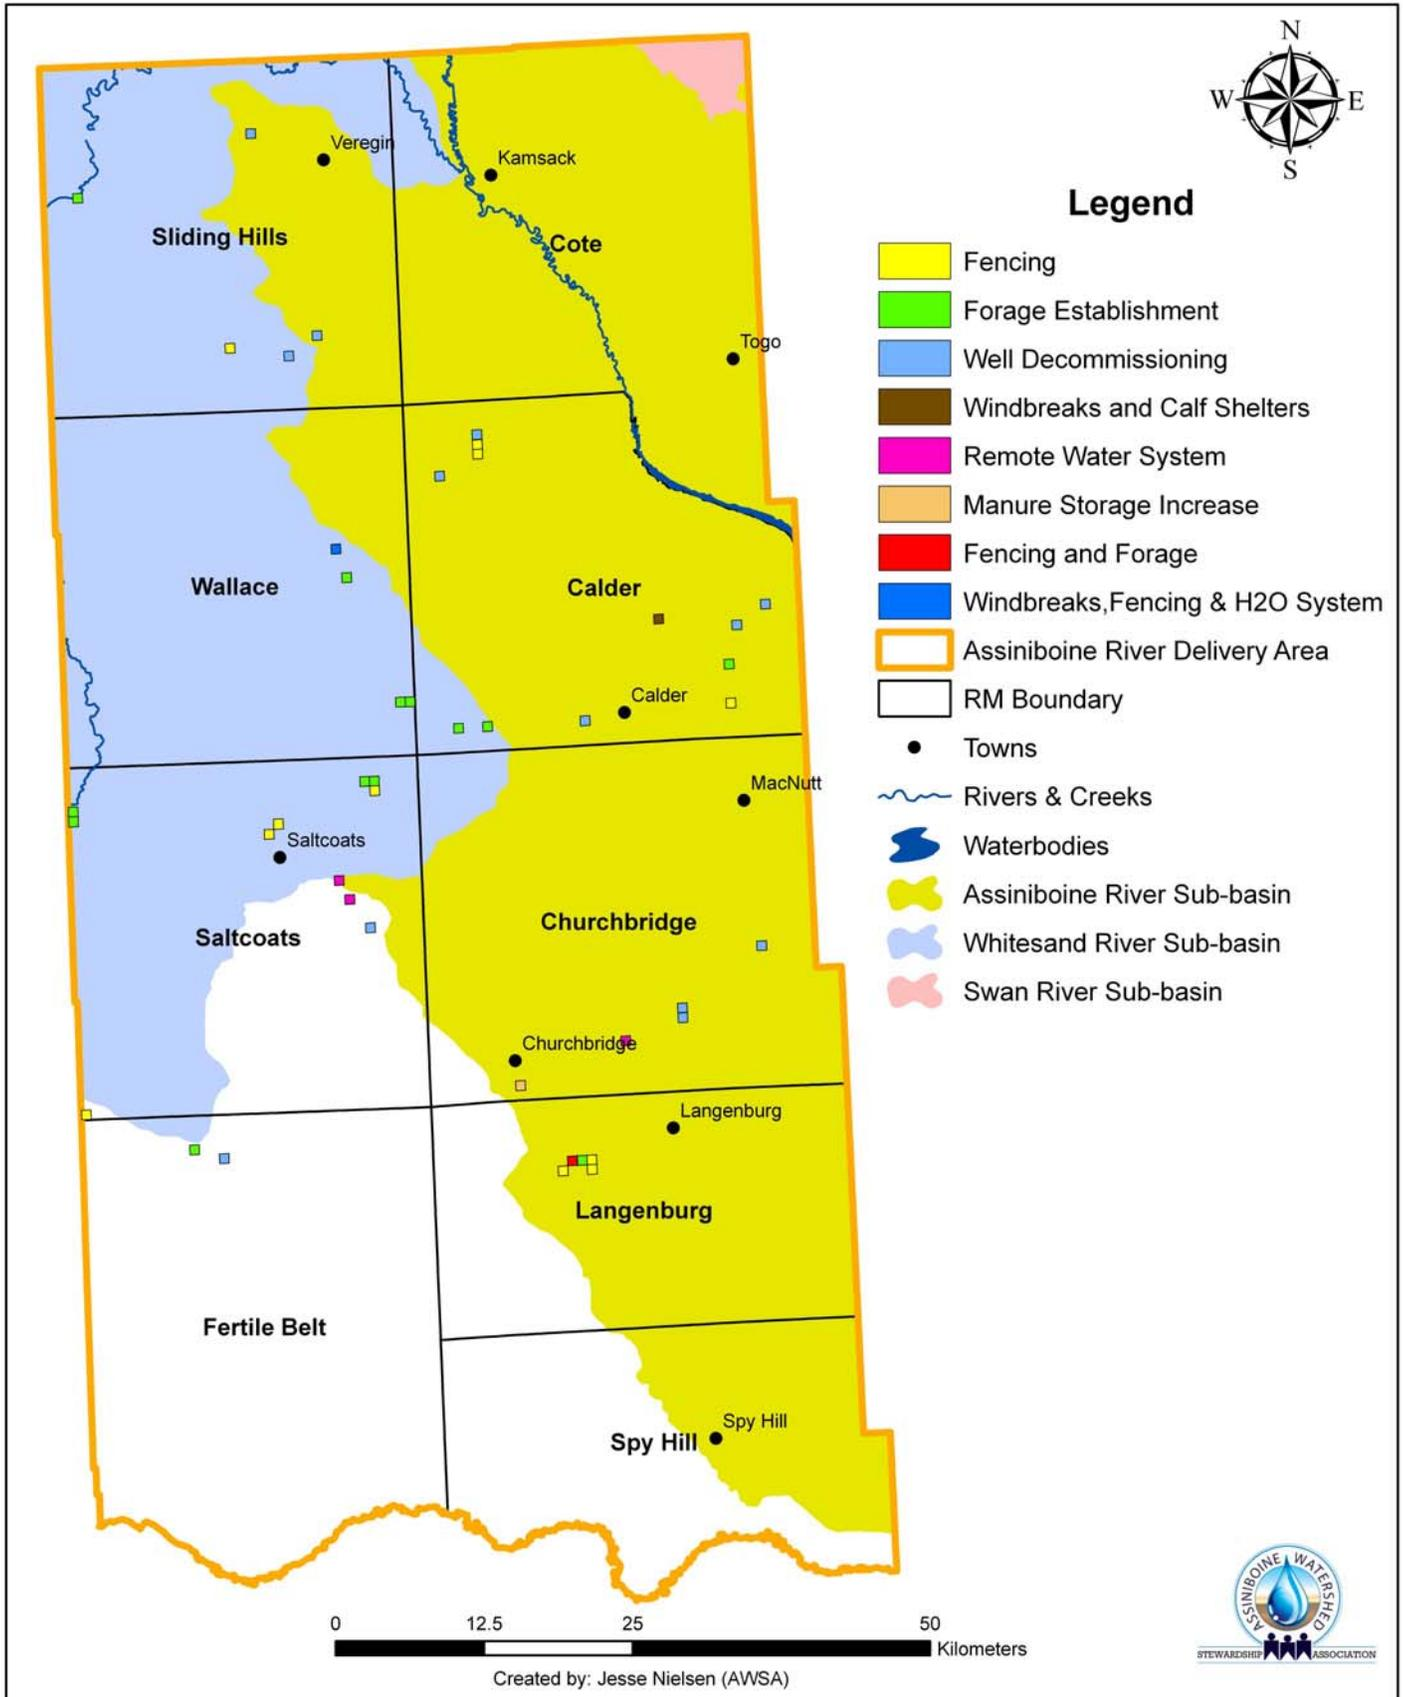 N
W E
S
Veregin
Kamsack
Sliding Hills
Cote
Togo
Wallace
Calder
Calder
MacNutt
Saltcoats
Saltcoats
Churchbridge
Churchbridge
Langenburg
Langenburg
Fertile Belt
Spy Hill
Spy Hill
Legend
Fencing
Forage Establishment
Well Decommissioning
Windbreaks and Calf Shelters
Remote Water System
Manure Storage Increase
Fencing and Forage
Windbreaks,Fencing & H2O System
Assiniboine River Delivery Area
RM Boundary
Towns
Rivers & Creeks
Waterbodies
Assiniboine River Sub-basin
Whitesand River Sub-basin
Swan River Sub-basin
0 12.5 25 50
Kilometers
Created by: Jesse Nielsen (AWSA)
ASSINIBOINE WATERSHED
STEWARDSHIP ASSOCIATION